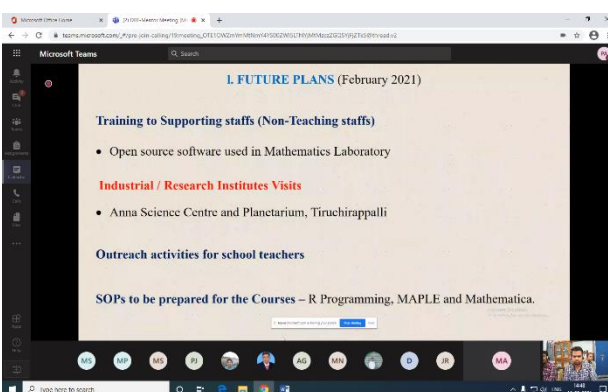 Microsoft Office Home
Microsoft Teams
Search
I. FUTURE PLANS (February 2021)
Training to Supporting staffs (Non-Teaching staffs)
• Open source software used in Mathematics Laboratory
Industrial / Research Institutes Visits
• Anna Science Centre and Planetarium, Tiruchirappalli
Outreach activities for school teachers
SOPs to be prepared for the Courses – R Programming, MAPLE and Mathematica.
MS MP MS PJ AG MN D JR MA
Type here to search